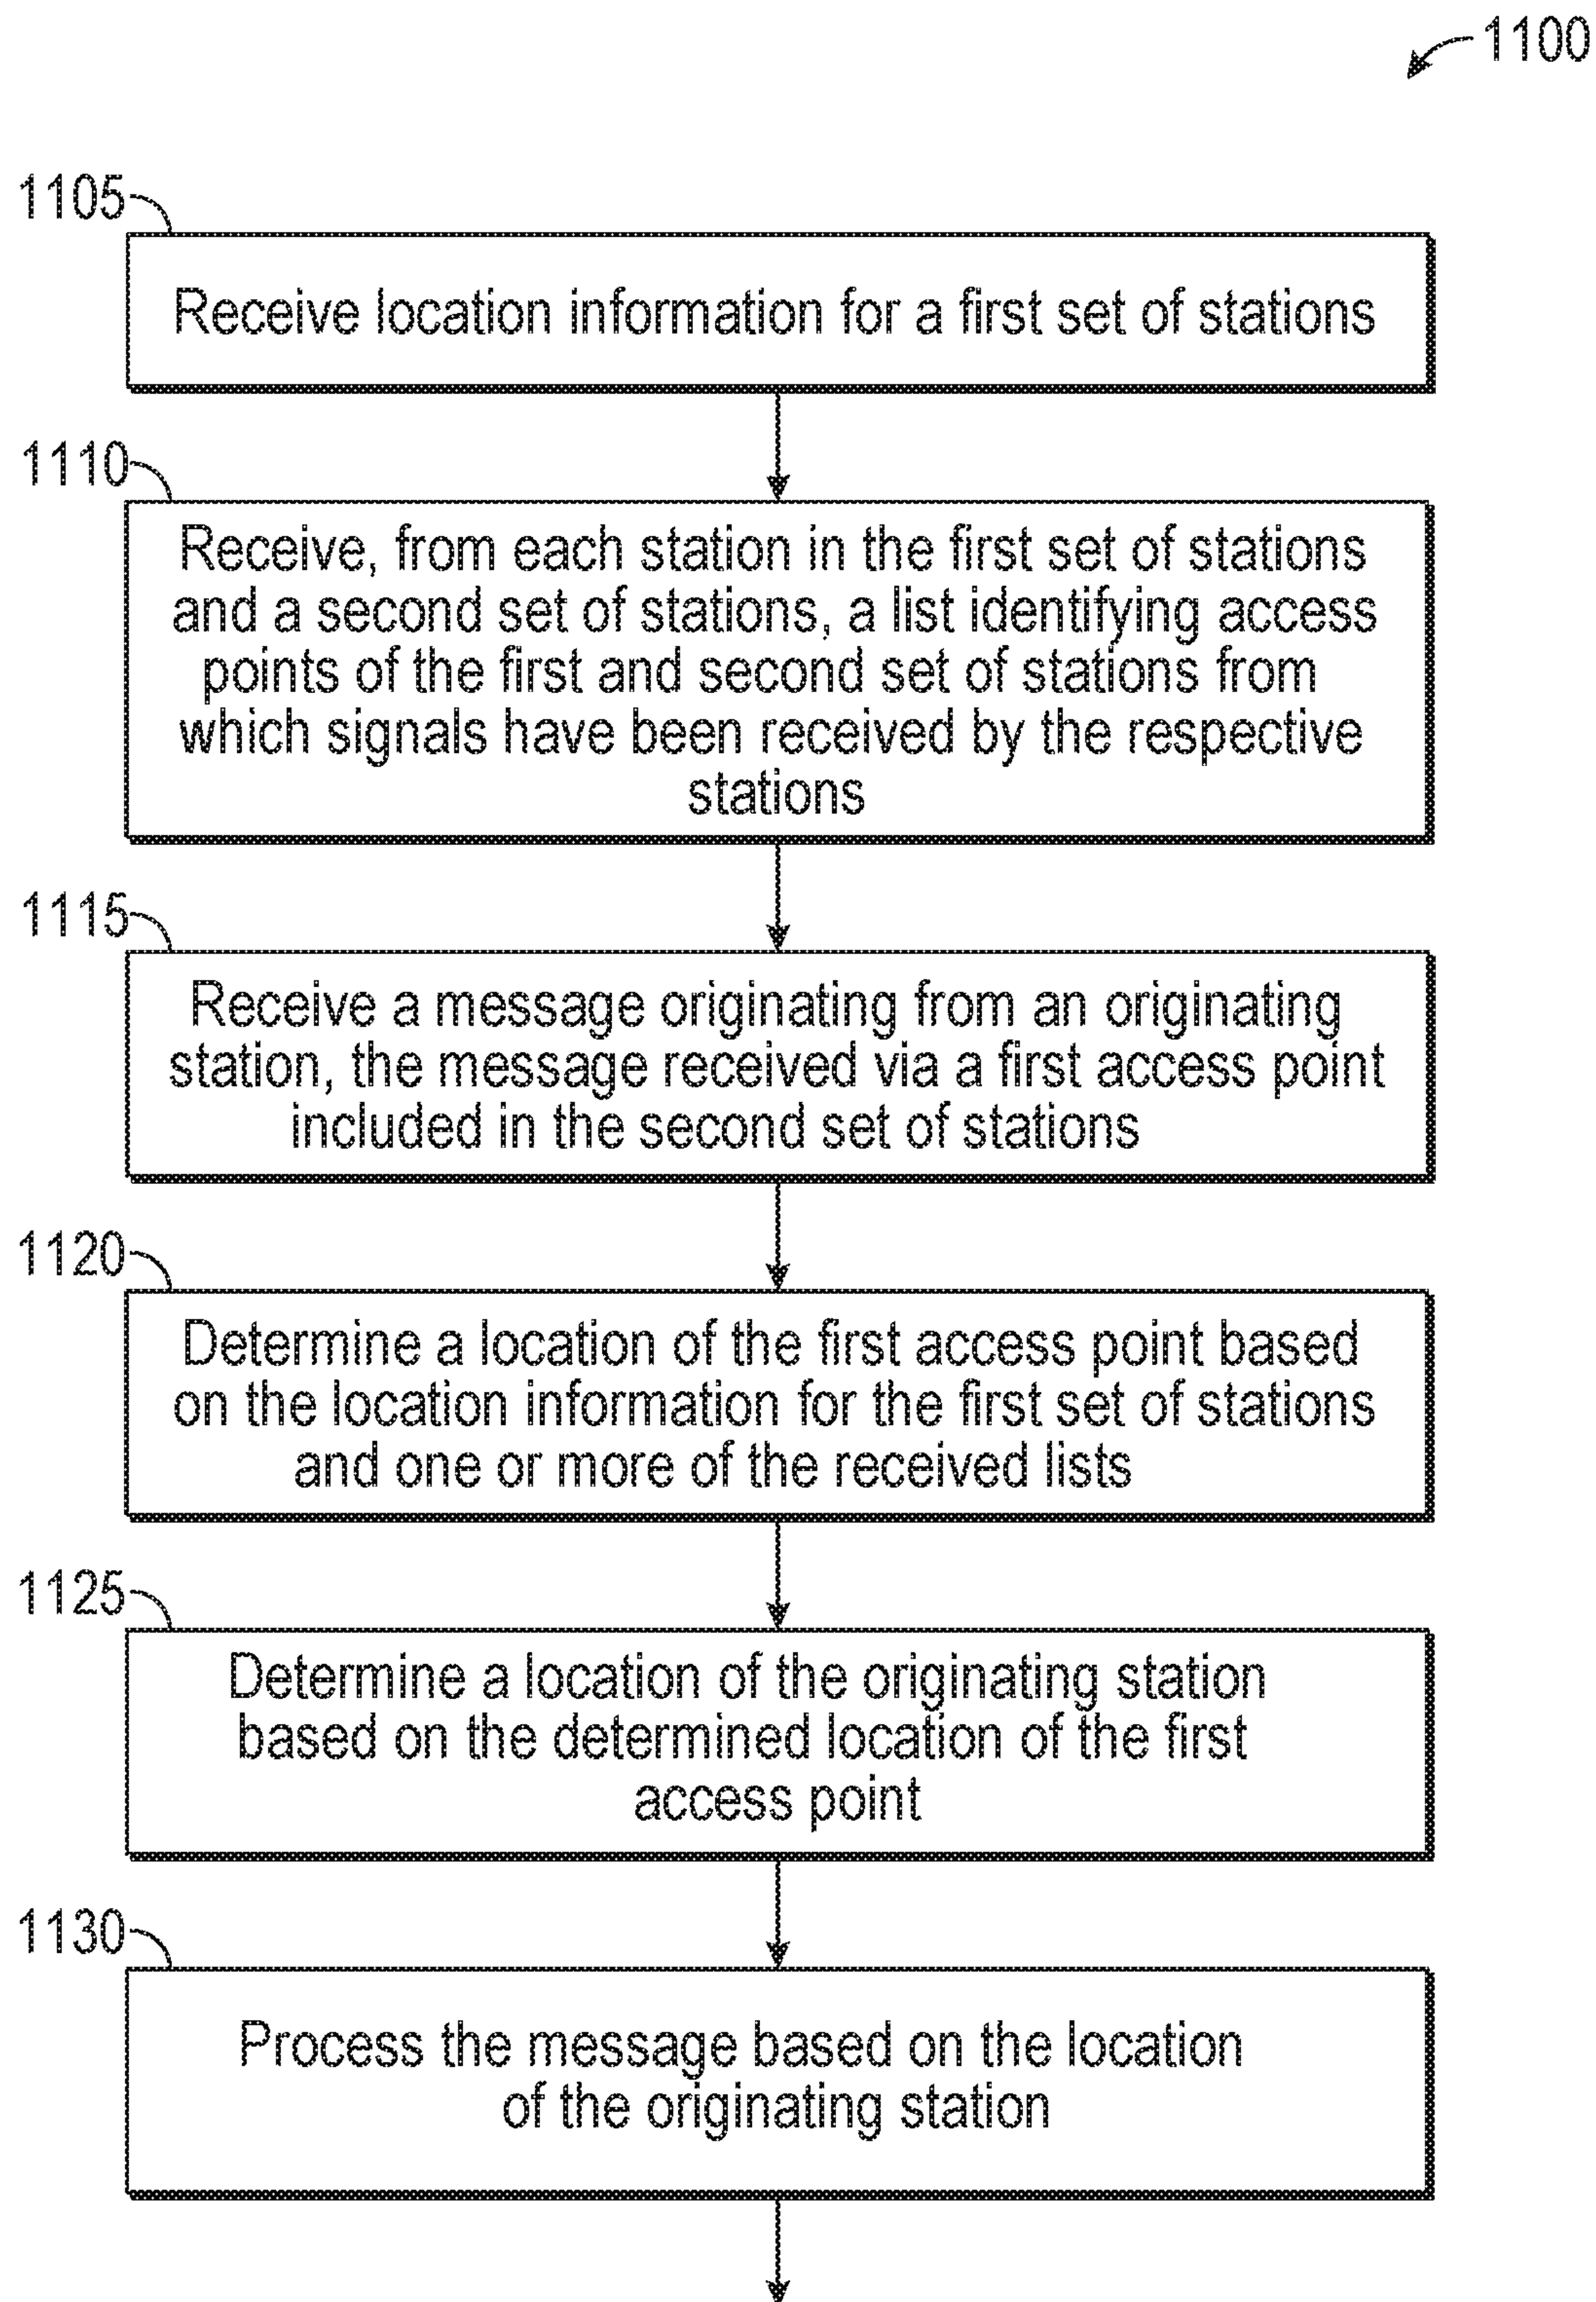 1100
1105
Receive location information for a first set of stations
1110
Receive, from each station in the first set of stations
and a second set of stations, a list identifying access
points of the first and second set of stations from
which signals have been received by the respective
stations
1115
Receive a message originating from an originating
station, the message received via a first access point
included in the second set of stations
1120
Determine a location of the first access point based
on the location information for the first set of stations
and one or more of the received lists
1125
Determine a location of the originating station
based on the determined location of the first
access point
1130
Process the message based on the location
of the originating station